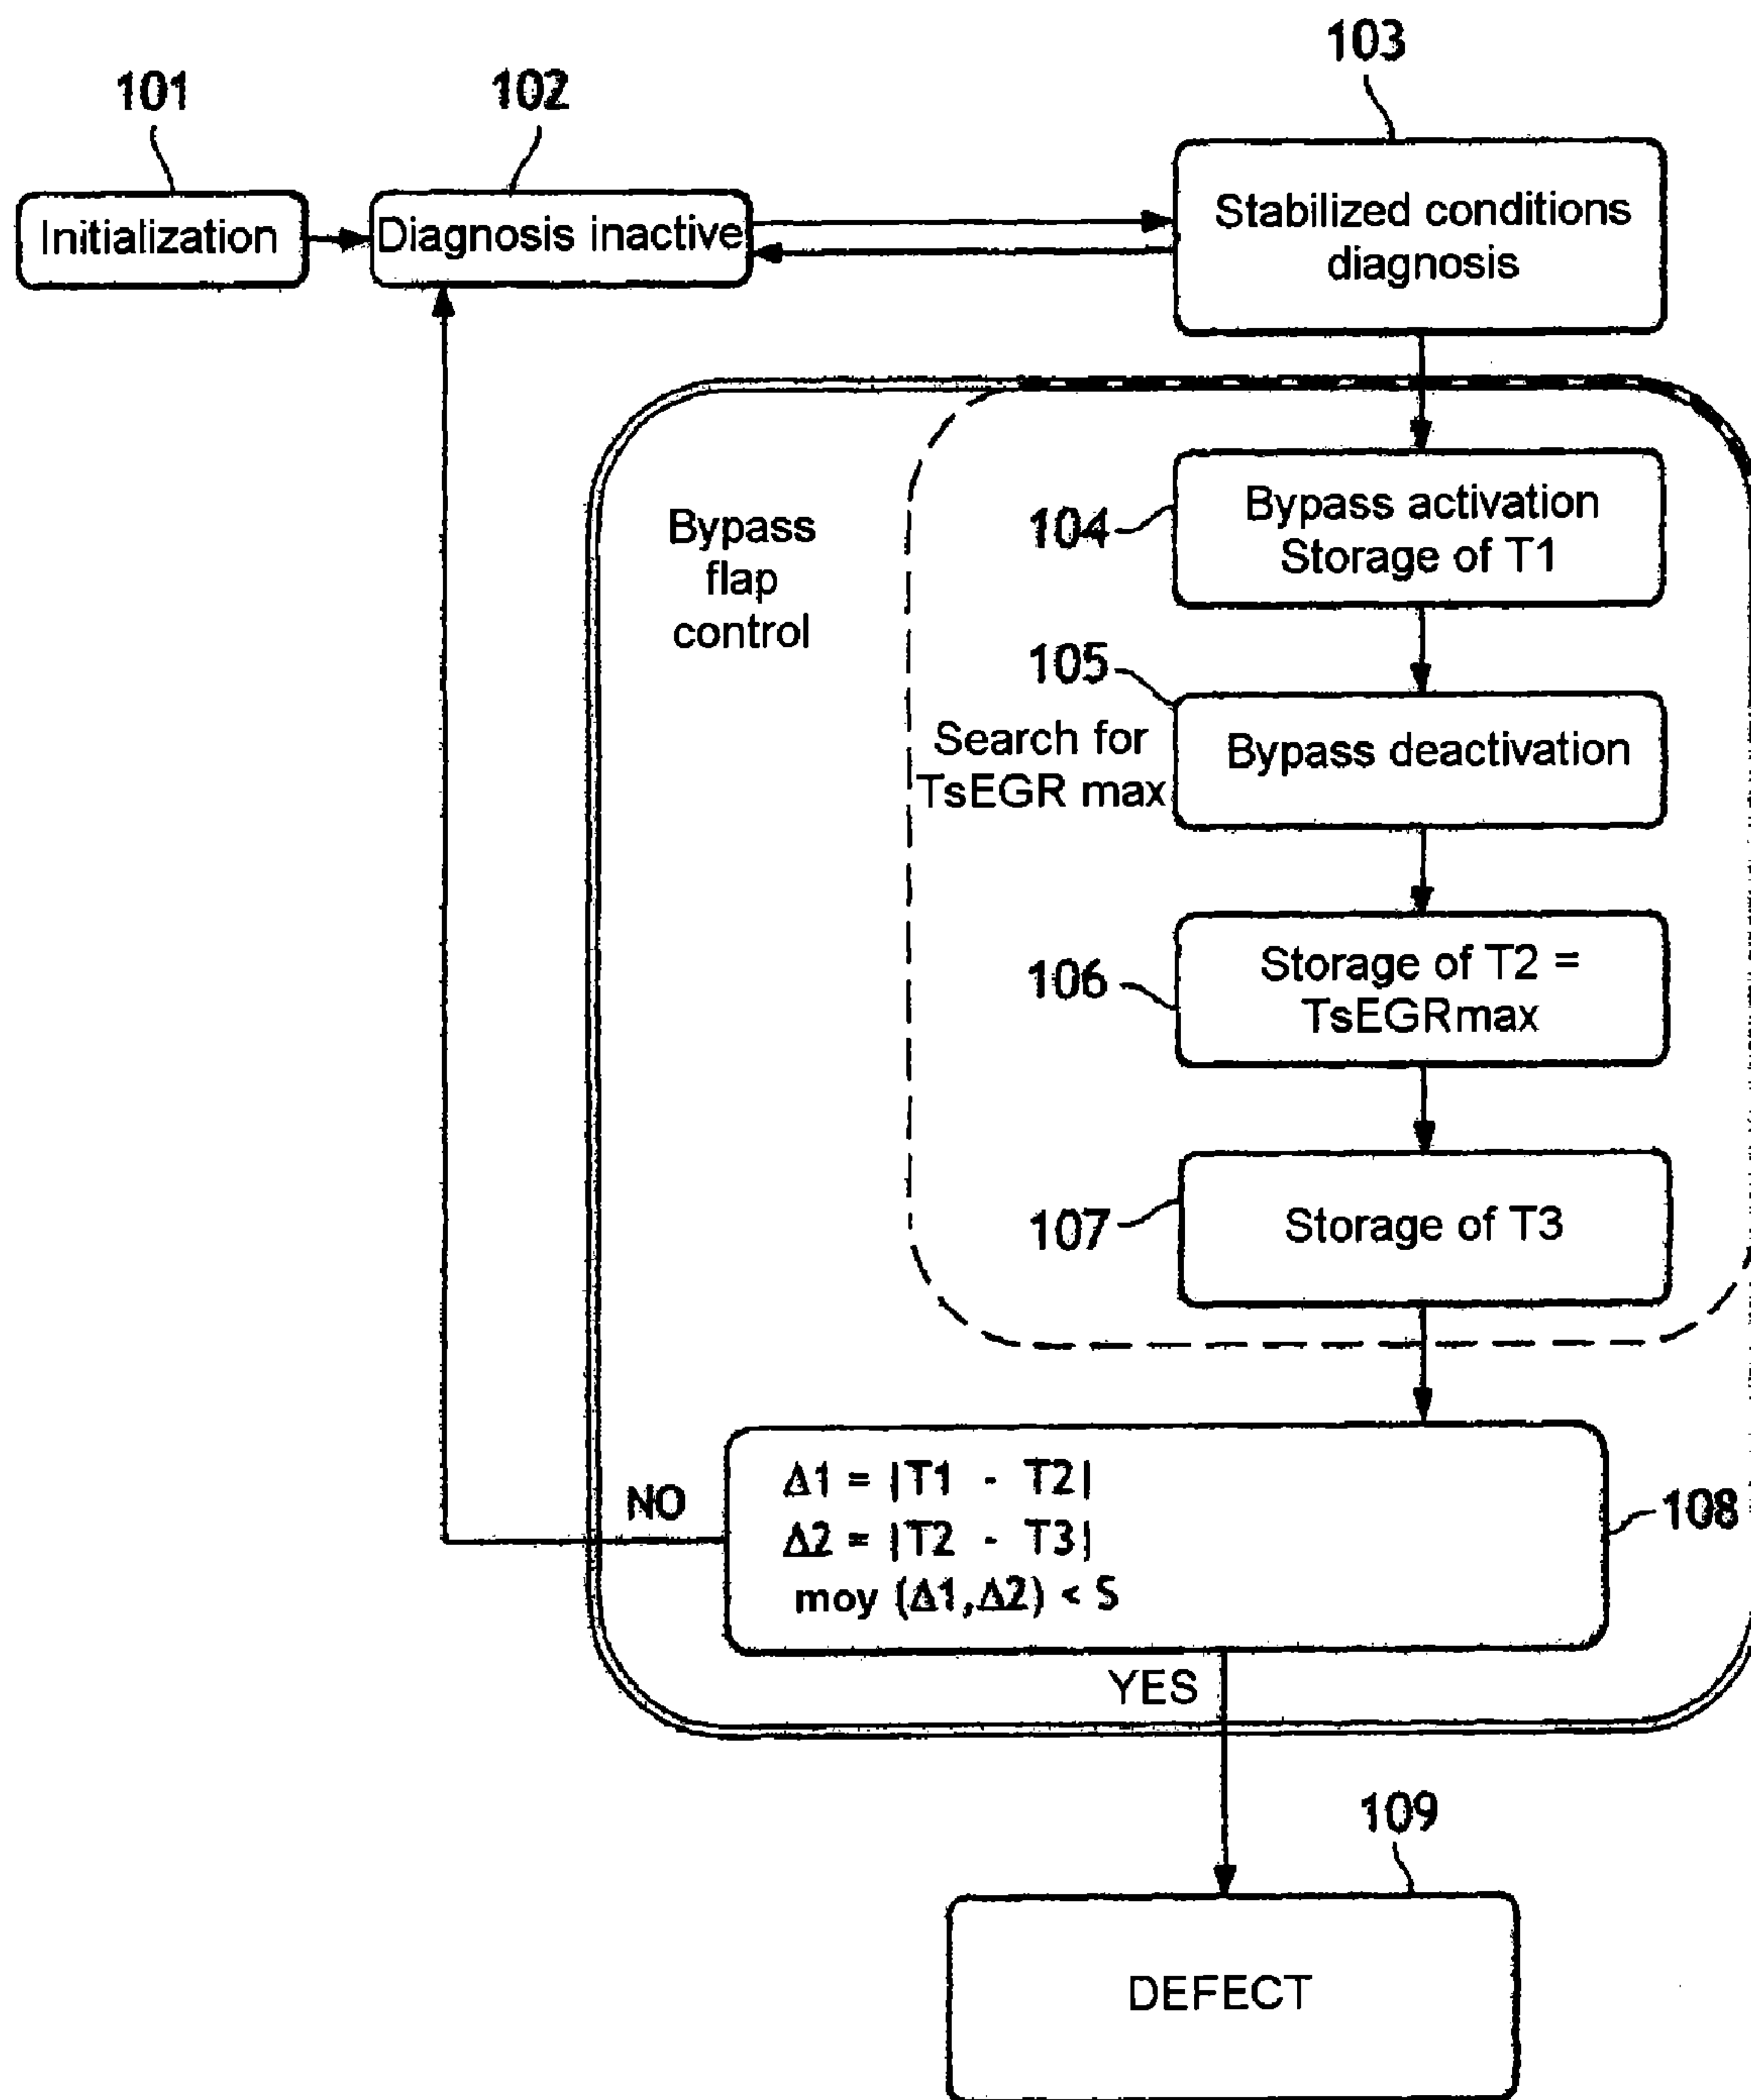 103
101
102
Initialization
Diagnosis inactive
Stabilized conditions
diagnosis
Bypass
flap
control
104
Bypass activation
Storage of T1
105
Search for
TsEGR max
Bypass deactivation
106
Storage of T2 =
TsEGRmax
107
Storage of T3
NO
Δ1 = |T1 - T2|
Δ2 = |T2 - T3|
moy (Δ1,Δ2) < S
108
YES
109
DEFECT